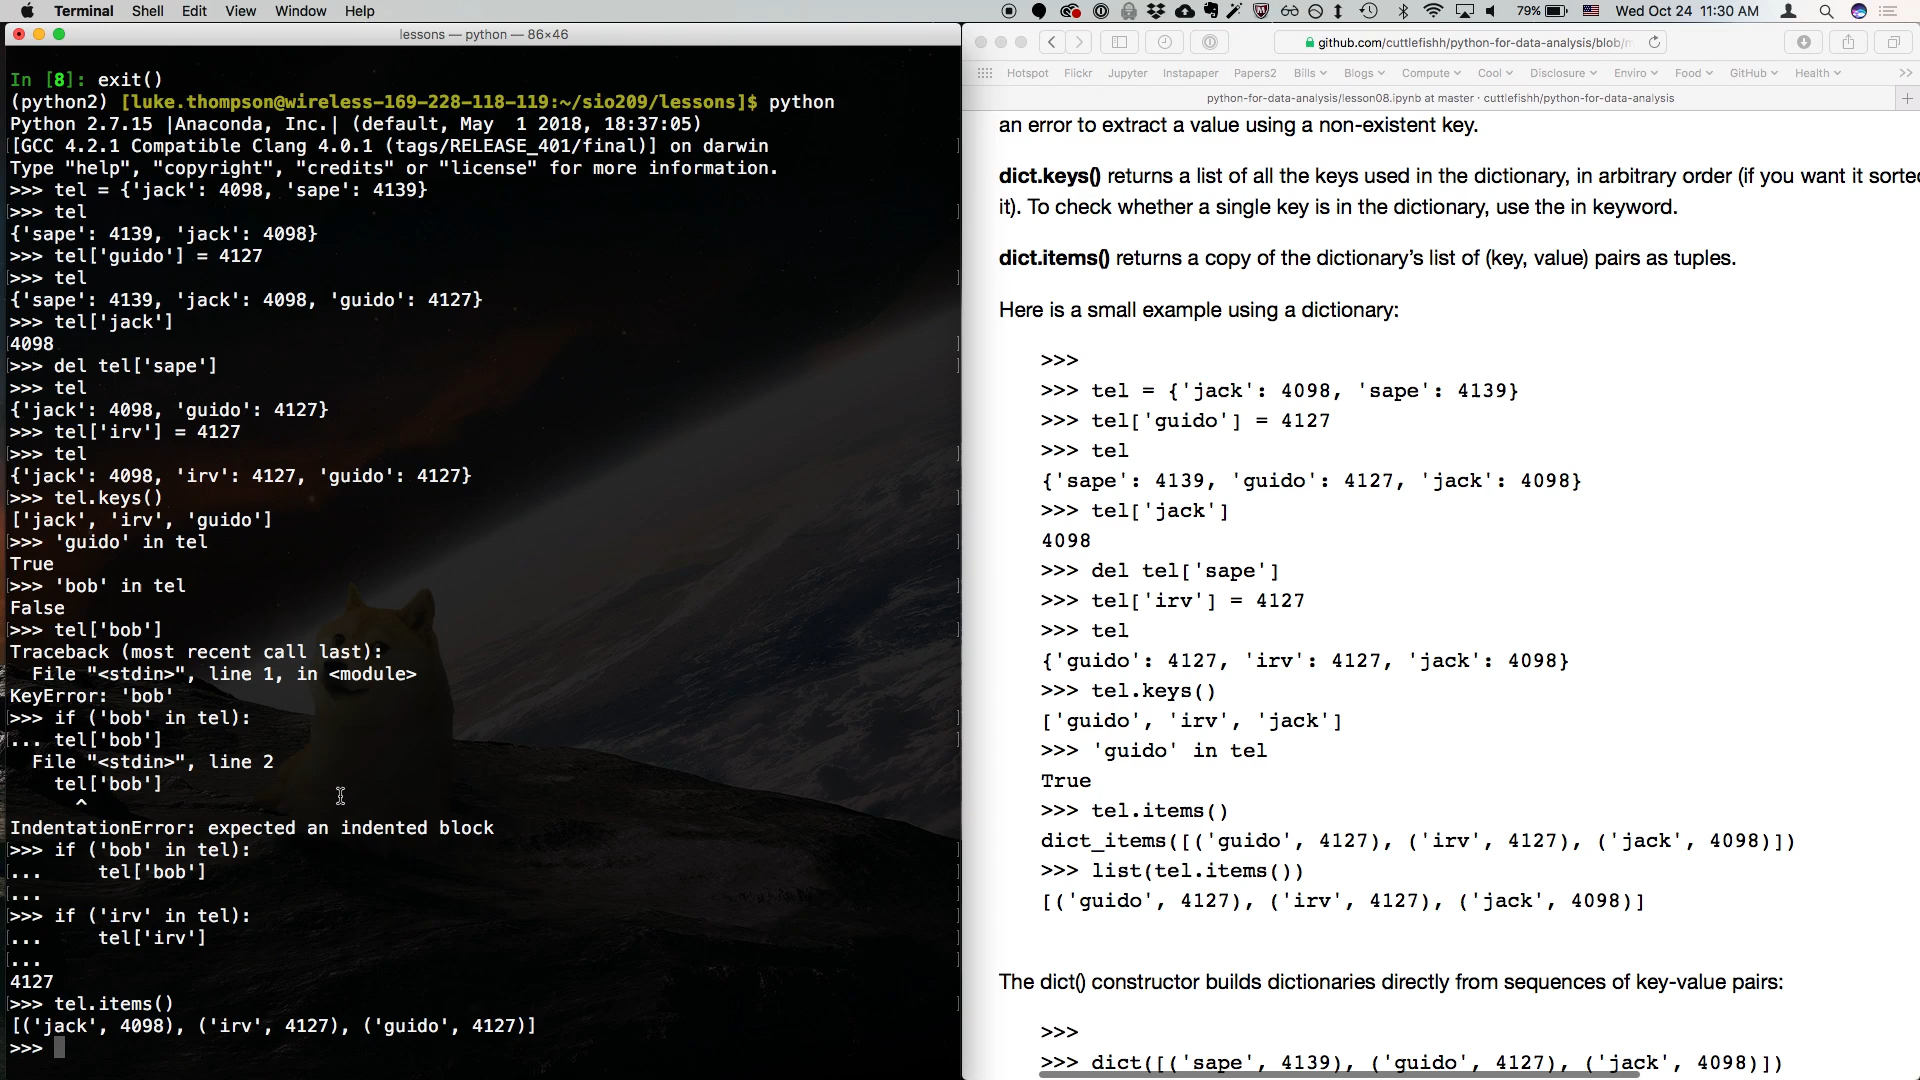 Terminal Shell Edit View Window Help
79% Wed Oct 24 11:30 AM
lessons — python — 86×46
In [8]: exit()
(python2) [luke.thompson@wireless-169-228-118-119:~/sio209/lessons]$ python
Python 2.7.15 |Anaconda, Inc.| (default, May  1 2018, 18:37:05)
[GCC 4.2.1 Compatible Clang 4.0.1 (tags/RELEASE_401/final)] on darwin
Type "help", "copyright", "credits" or "license" for more information.
>>> tel = {'jack': 4098, 'sape': 4139}
>>> tel
{'sape': 4139, 'jack': 4098}
>>> tel['guido'] = 4127
>>> tel
{'sape': 4139, 'jack': 4098, 'guido': 4127}
>>> tel['jack']
4098
>>> del tel['sape']
>>> tel
{'jack': 4098, 'guido': 4127}
>>> tel['irv'] = 4127
>>> tel
{'jack': 4098, 'irv': 4127, 'guido': 4127}
>>> tel.keys()
['jack', 'irv', 'guido']
>>> 'guido' in tel
True
>>> 'bob' in tel
False
>>> tel['bob']
Traceback (most recent call last):
  File "<stdin>", line 1, in <module>
KeyError: 'bob'
>>> if ('bob' in tel):
... tel['bob']
  File "<stdin>", line 2
    tel['bob']
      ^
IndentationError: expected an indented block
>>> if ('bob' in tel):
...     tel['bob']
...
>>> if ('irv' in tel):
...     tel['irv']
...
4127
>>> tel.items()
[('jack', 4098), ('irv', 4127), ('guido', 4127)]
>>>
github.com/cuttlefishh/python-for-data-analysis/blob/m
Hotspot Flickr Jupyter Instapaper Papers2 Bills Blogs Compute Cool Disclosure Enviro Food GitHub Health
python-for-data-analysis/lesson08.ipynb at master · cuttlefishh/python-for-data-analysis
an error to extract a value using a non-existent key.
dict.keys() returns a list of all the keys used in the dictionary, in arbitrary order (if you want it sorted
it). To check whether a single key is in the dictionary, use the in keyword.
dict.items() returns a copy of the dictionary’s list of (key, value) pairs as tuples.
Here is a small example using a dictionary:
>>>
>>> tel = {'jack': 4098, 'sape': 4139}
>>> tel['guido'] = 4127
>>> tel
{'sape': 4139, 'guido': 4127, 'jack': 4098}
>>> tel['jack']
4098
>>> del tel['sape']
>>> tel['irv'] = 4127
>>> tel
{'guido': 4127, 'irv': 4127, 'jack': 4098}
>>> tel.keys()
['guido', 'irv', 'jack']
>>> 'guido' in tel
True
>>> tel.items()
dict_items([('guido', 4127), ('irv', 4127), ('jack', 4098)])
>>> list(tel.items())
[('guido', 4127), ('irv', 4127), ('jack', 4098)]
The dict() constructor builds dictionaries directly from sequences of key-value pairs:
>>>
>>> dict([('sape', 4139), ('guido', 4127), ('jack', 4098)])